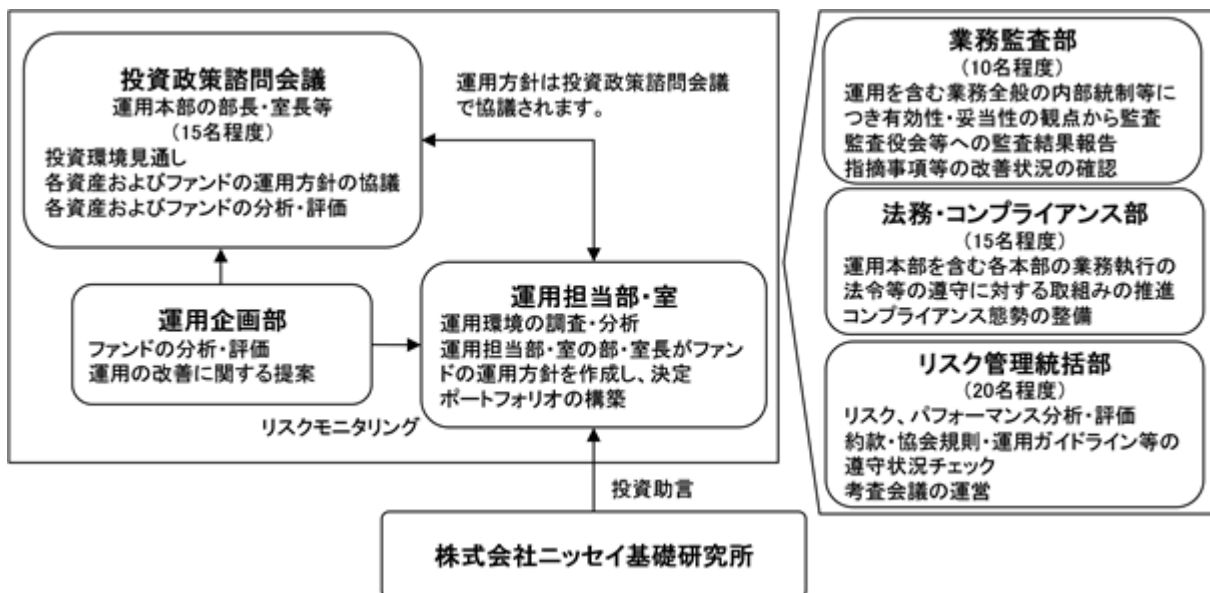 投資政策諮問会議
運用本部の部長・室長等
(15名程度)
投資環境見通し
各資産およびファンドの運用方針の協議
各資産およびファンドの分析・評価
運用方針は投資政策諮問会議
で協議されます。
運用企画部
ファンドの分析・評価
運用の改善に関する提案
リスクモニタリング
運用担当部・室
運用環境の調査・分析
運用担当部・室の部・室長がファン
ドの運用方針を作成し、決定
ポートフォリオの構築
投資助言
株式会社ニッセイ基礎研究所
業務監査部
(10名程度)
運用を含む業務全般の内部統制等に
つき有効性・妥当性の観点から監査
監査役会等への監査結果報告
指摘事項等の改善状況の確認
法務・コンプライアンス部
(15名程度)
運用本部を含む各本部の業務執行の
法令等の遵守に対する取組みの推進
コンプライアンス態勢の整備
リスク管理統括部
(20名程度)
リスク、パフォーマンス分析・評価
約款・協会規則・運用ガイドライン等の
遵守状況チェック
考査会議の運営